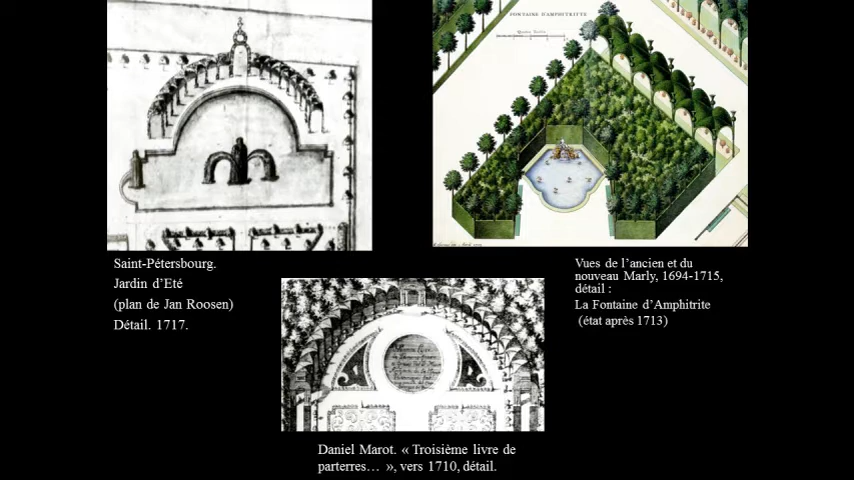 FONTAINE D'AMPHITRITTE
Saint-Pétersbourg.
Jardin d’Eté
(plan de Jan Roosen)
Détail. 1717.
Vues de l’ancien et du
nouveau Marly, 1694-1715,
détail :
La Fontaine d’Amphitrite
(état après 1713)
Daniel Marot. « Troisième livre de
parterres… », vers 1710, détail.